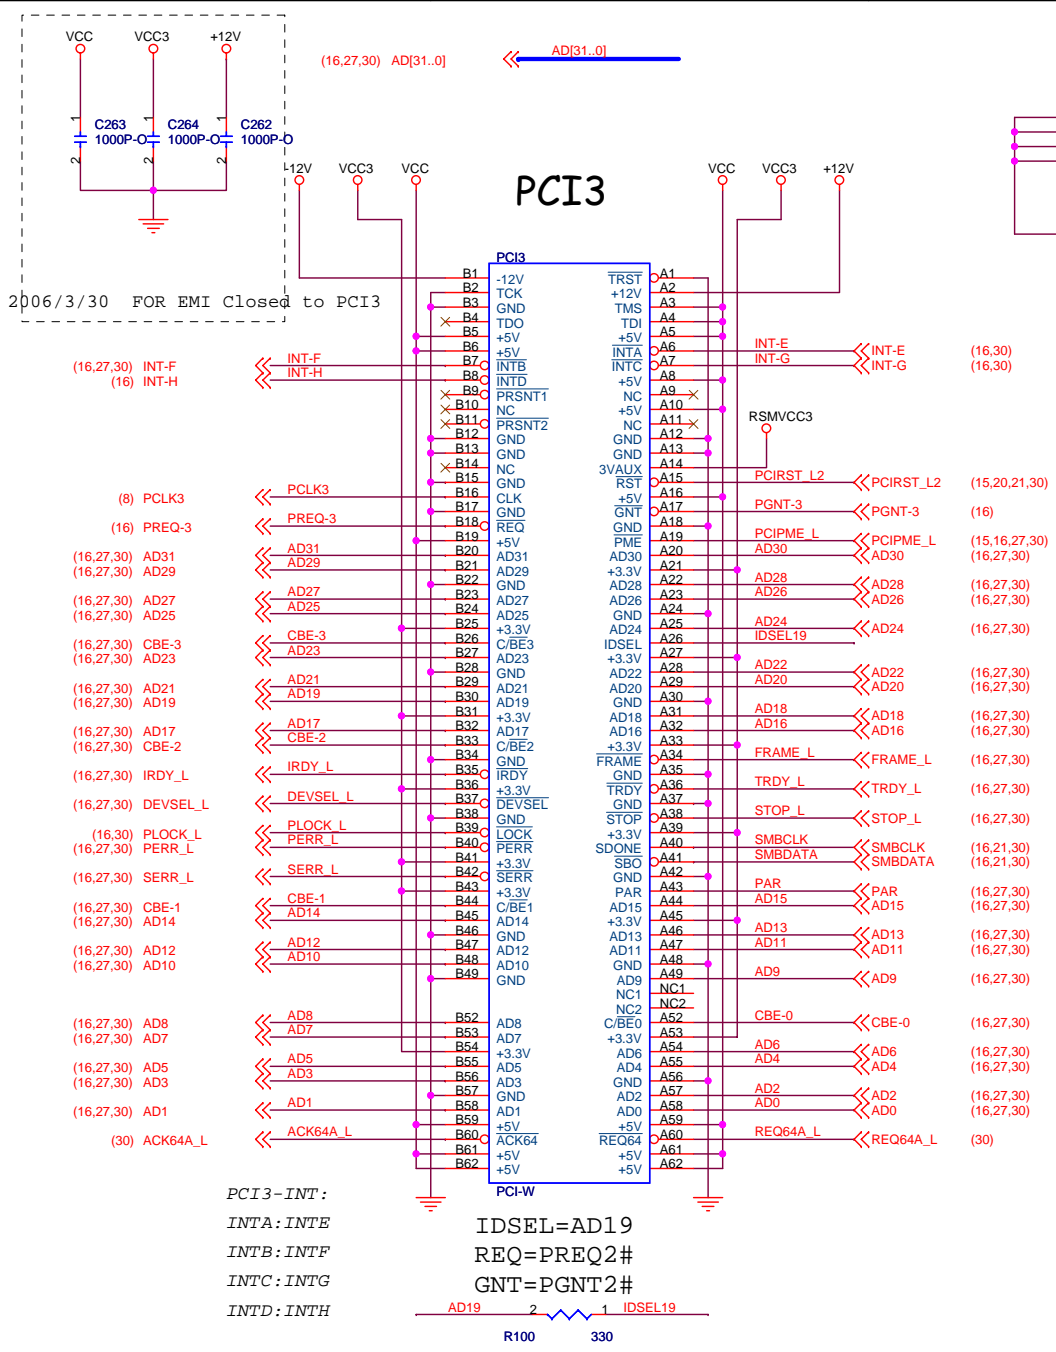 VCC VCC3 +12V
(16,27,30) AD[31..0] AD[31..0]
C263 1000P-O C264 1000P-O C262 1000P-O
1 1 1
2 2 2
2006/3/30 FOR EMI Closed to PCI3
-12V VCC3 VCC PCI3 VCC VCC3 +12V
PCI3
B1 -12V TRST A1
B2 TCK +12V A2
B3 GND TMS A3
B4 TDO TDI A4
B5 +5V +5V A5
B6 +5V INTA A6 INT-E INT-E (16,30)
(16,27,30) INT-F INT-F B7 INTB INTC A7 INT-G INT-G (16,30)
(16) INT-H INT-H B8 INTD +5V A8
B9 PRSNT1 NC A9
B10 NC +5V A10
B11 PRSNT2 NC A11
RSMVCC3
B12 GND GND A12
B13 GND GND A13
B14 NC 3VAUX A14
B15 GND RST A15 PCIRST_L2 PCIRST_L2 (15,20,21,30)
(8) PCLK3 PCLK3 B16 CLK +5V A16
B17 GND GNT A17 PGNT-3 PGNT-3 (16)
(16) PREQ-3 PREQ-3 B18 REQ GND A18
B19 +5V PME A19 PCIPME_L PCIPME_L (15,16,27,30)
(16,27,30) AD31 AD31 B20 AD31 AD30 A20 AD30 AD30 (16,27,30)
(16,27,30) AD29 AD29 B21 AD29 +3.3V A21
B22 GND AD28 A22 AD28 AD28 (16,27,30)
(16,27,30) AD27 AD27 B23 AD27 AD26 A23 AD26 AD26 (16,27,30)
(16,27,30) AD25 AD25 B24 AD25 GND A24
B25 +3.3V AD24 A25 AD24 AD24 (16,27,30)
(16,27,30) CBE-3 CBE-3 B26 C/BE3 IDSEL A26 IDSEL19
(16,27,30) AD23 AD23 B27 AD23 +3.3V A27
B28 GND AD22 A28 AD22 AD22 (16,27,30)
(16,27,30) AD21 AD21 B29 AD21 AD20 A29 AD20 AD20 (16,27,30)
(16,27,30) AD19 AD19 B30 AD19 GND A30
B31 +3.3V AD18 A31 AD18 AD18 (16,27,30)
(16,27,30) AD17 AD17 B32 AD17 AD16 A32 AD16 AD16 (16,27,30)
(16,27,30) CBE-2 CBE-2 B33 C/BE2 +3.3V A33
B34 GND FRAME A34 FRAME_L FRAME_L (16,27,30)
(16,27,30) IRDY_L IRDY_L B35 IRDY GND A35
B36 +3.3V TRDY A36 TRDY_L TRDY_L (16,27,30)
(16,27,30) DEVSEL_L DEVSEL_L B37 DEVSEL GND A37
B38 GND STOP A38 STOP_L STOP_L (16,27,30)
(16,30) PLOCK_L PLOCK_L B39 LOCK +3.3V A39
(16,27,30) PERR_L PERR_L B40 PERR SDONE A40 SMBCLK SMBCLK (16,21,30)
B41 +3.3V SBO A41 SMBDATA SMBDATA (16,21,30)
(16,27,30) SERR_L SERR_L B42 SERR GND A42
B43 +3.3V PAR A43 PAR PAR (16,27,30)
(16,27,30) CBE-1 CBE-1 B44 C/BE1 AD15 A44 AD15 AD15 (16,27,30)
(16,27,30) AD14 AD14 B45 AD14 +3.3V A45
B46 GND AD13 A46 AD13 AD13 (16,27,30)
(16,27,30) AD12 AD12 B47 AD12 AD11 A47 AD11 AD11 (16,27,30)
(16,27,30) AD10 AD10 B48 AD10 GND A48
B49 GND AD9 A49 AD9 AD9 (16,27,30)
NC1 NC1
NC2 NC2
(16,27,30) AD8 AD8 B52 AD8 C/BE0 A52 CBE-0 CBE-0 (16,27,30)
(16,27,30) AD7 AD7 B53 AD7 +3.3V A53
B54 +3.3V AD6 A54 AD6 AD6 (16,27,30)
(16,27,30) AD5 AD5 B55 AD5 AD4 A55 AD4 AD4 (16,27,30)
(16,27,30) AD3 AD3 B56 AD3 GND A56
B57 GND AD2 A57 AD2 AD2 (16,27,30)
(16,27,30) AD1 AD1 B58 AD1 AD0 A58 AD0 AD0 (16,27,30)
B59 +5V +5V A59
(30) ACK64A_L ACK64A_L B60 ACK64 REQ64 A60 REQ64A_L REQ64A_L (30)
B61 +5V +5V A61
B62 +5V +5V A62
PCI-W
PCI3-INT:
INTA:INTE IDSEL=AD19
INTB:INTF REQ=PREQ2#
INTC:INTG GNT=PGNT2#
INTD:INTH AD19 2 1 IDSEL19
R100 330